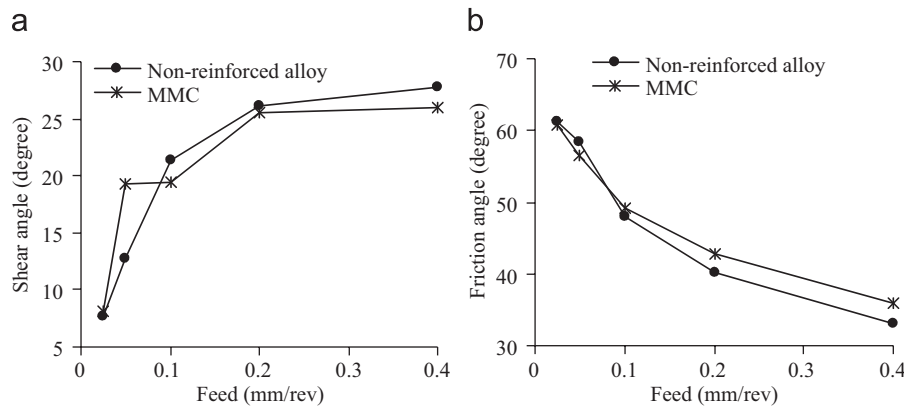 a
30
25
20
15
10
5
Shear angle (degree)
Non-reinforced alloy
MMC
0
0.1
0.2
0.3
0.4
Feed (mm/rev)
b
70
60
50
40
30
Friction angle (degree)
Non-reinforced alloy
MMC
0
0.1
0.2
0.3
0.4
Feed (mm/rev)